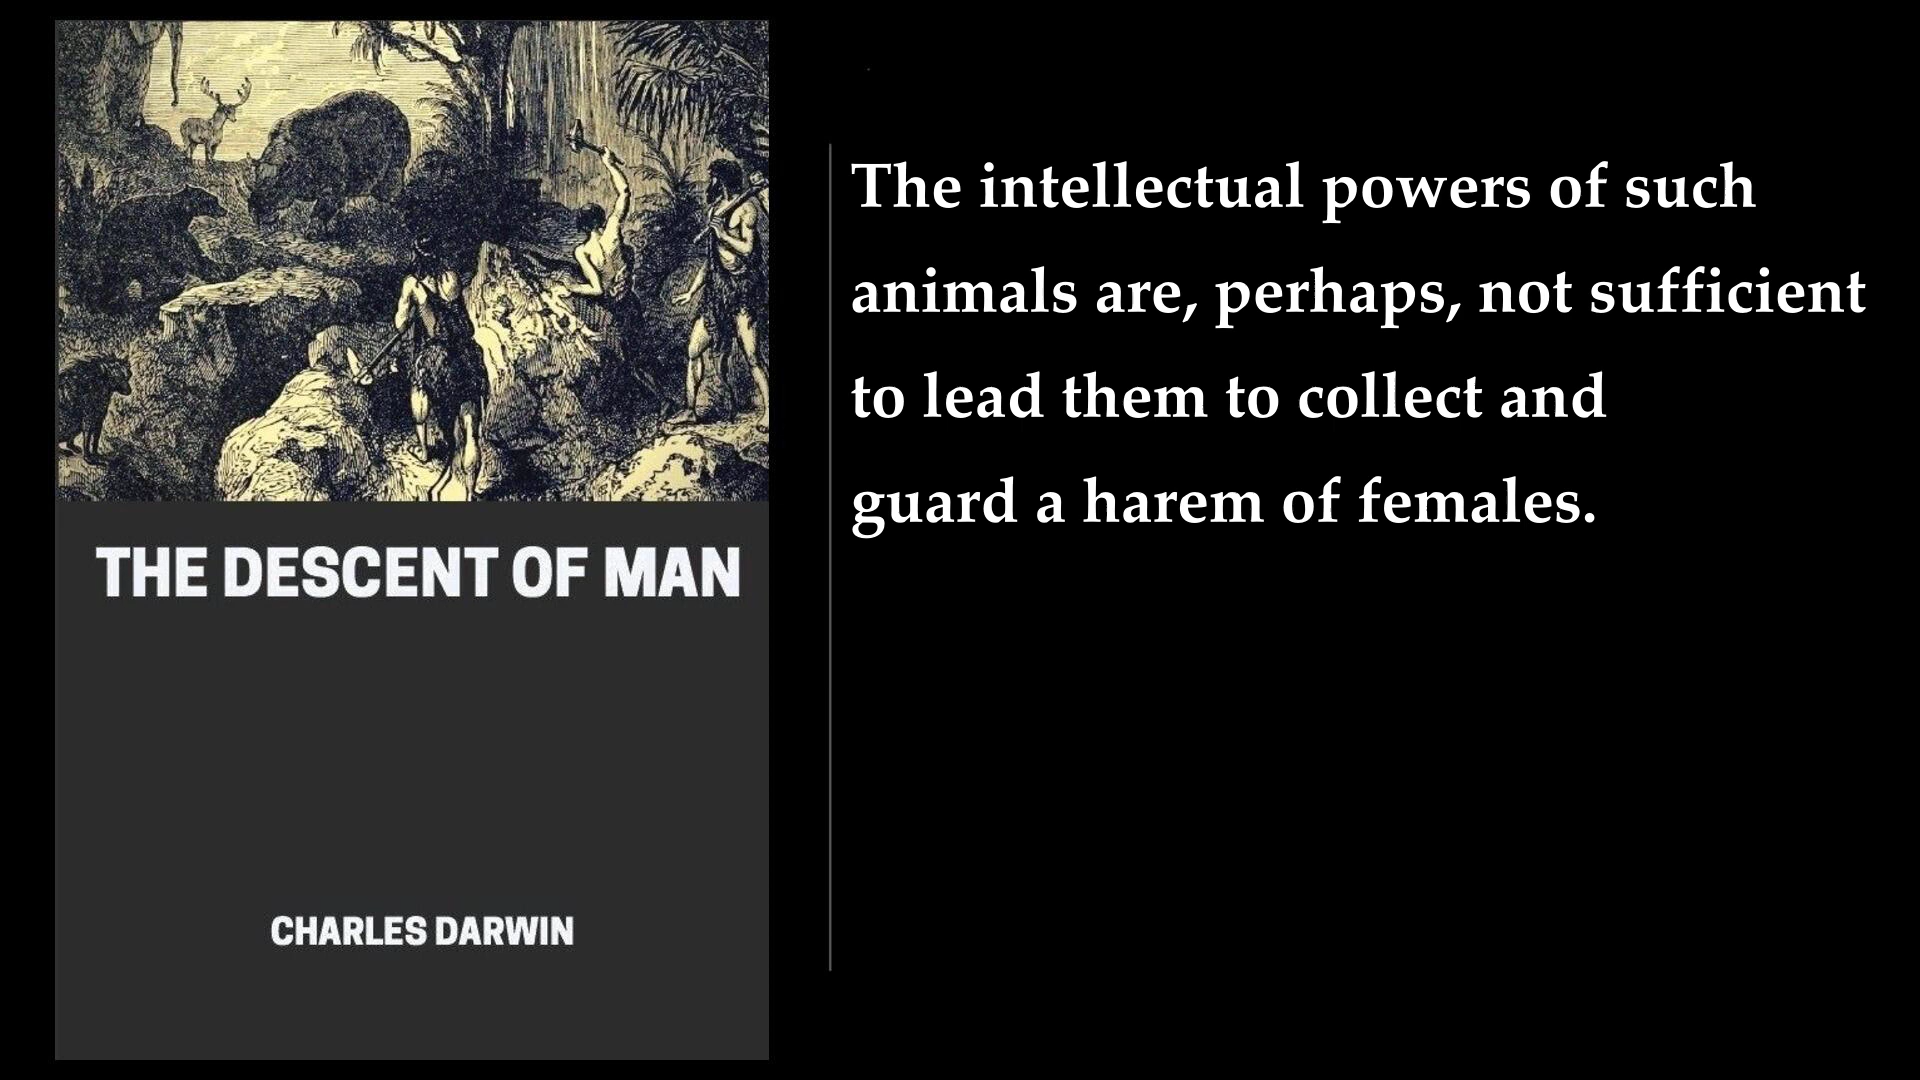 THE DESCENT OF MAN
CHARLES DARWIN
The intellectual powers of such
animals are, perhaps, not sufficient
to lead them to collect and
guard a harem of females.